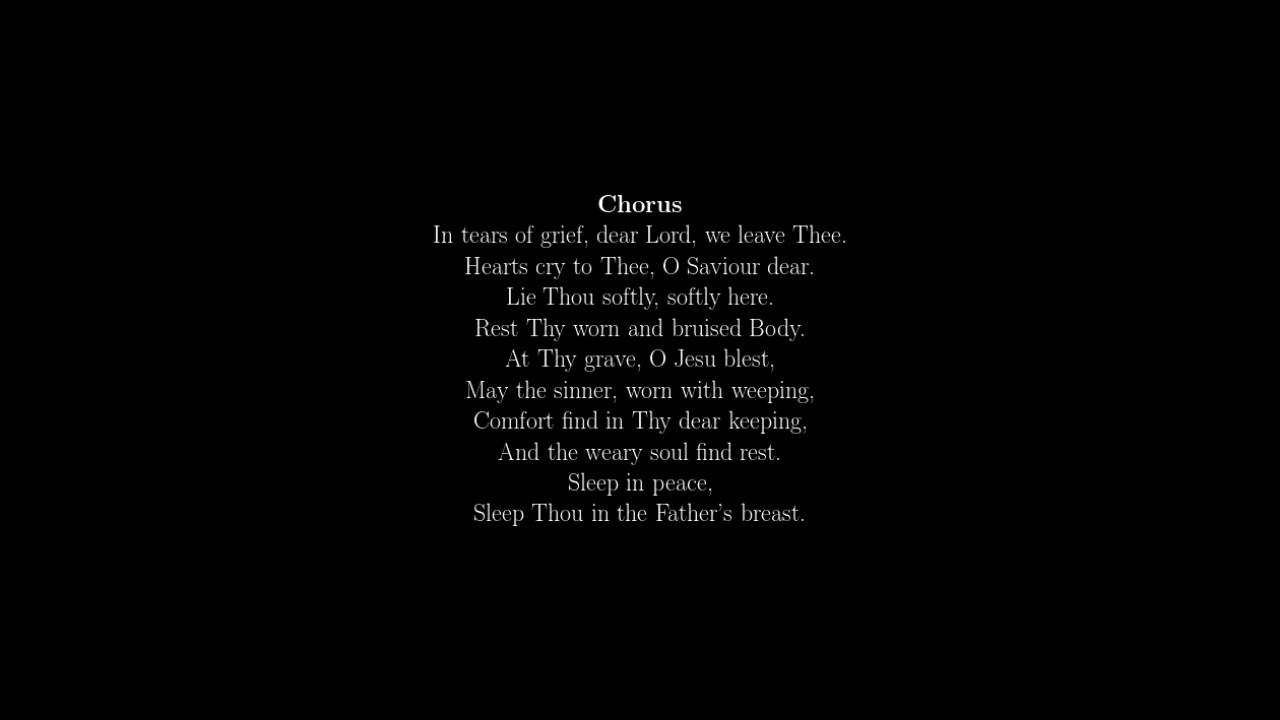 Chorus
In tears of grief, dear Lord, we leave Thee.
Hearts cry to Thee, O Saviour dear.
Lie Thou softly, softly here.
Rest Thy worn and bruised Body.
At Thy grave, O Jesu blest,
May the sinner, worn with weeping,
Comfort find in Thy dear keeping,
And the weary soul find rest.
Sleep in peace,
Sleep Thou in the Father's breast.